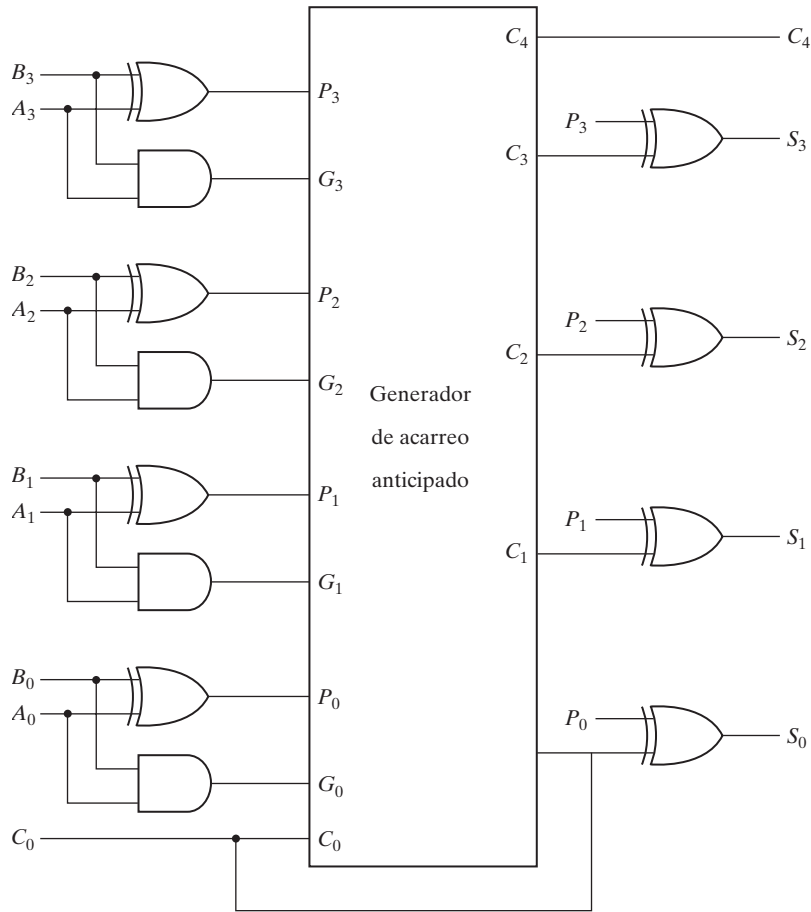 B₃
A₃
P₃
G₃
B₂
A₂
P₂
G₂
B₁
A₁
P₁
G₁
B₀
A₀
P₀
G₀
C₀
C₀
Generador
de acarreo
anticipado
C₄
C₄
P₃
C₃
S₃
P₂
C₂
S₂
P₁
C₁
S₁
P₀
S₀